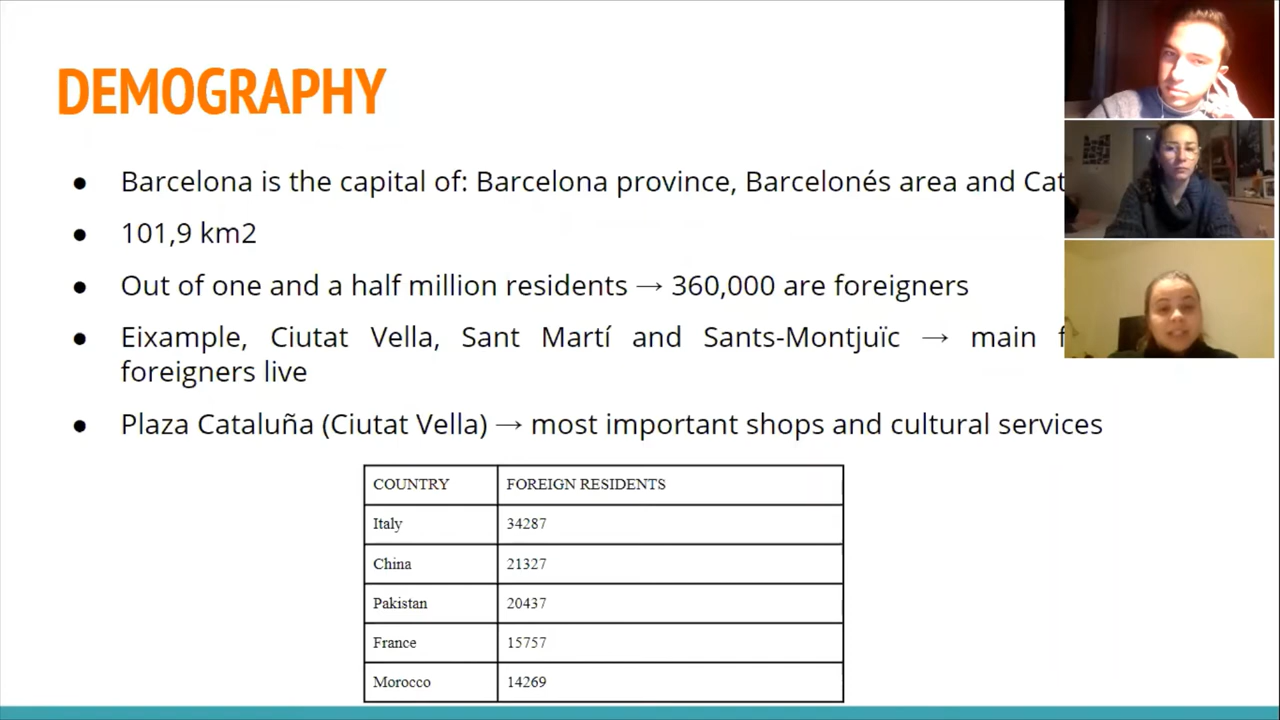 DEMOGRAPHY
● Barcelona is the capital of: Barcelona province, Barcelonés area and
● 101,9 km2
● Out of one and a half million residents → 360,000 are foreigners
● Eixample, Ciutat Vella, Sant Martí and Sants-Montjuïc → main
foreigners live
● Plaza Cataluña (Ciutat Vella) → most important shops and cultural services
COUNTRY FOREIGN RESIDENTS
Italy 34287
China 21327
Pakistan 20437
France 15757
Morocco 14269